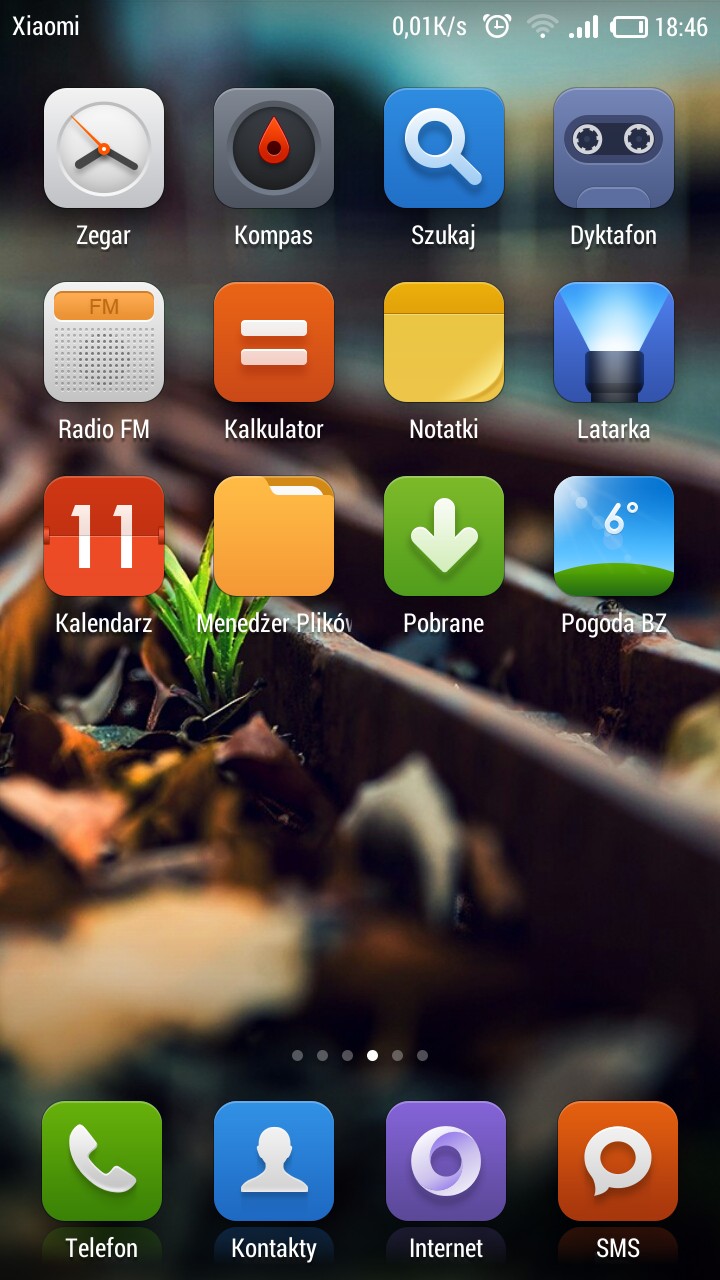 Xiaomi 0,01K/s 18:46
Zegar Kompas Szukaj Dyktafon
FM
Radio FM Kalkulator Notatki Latarka
11 6°
Kalendarz Menedżer Plików Pogoda BZ
Pobrane
Telefon Kontakty Internet SMS